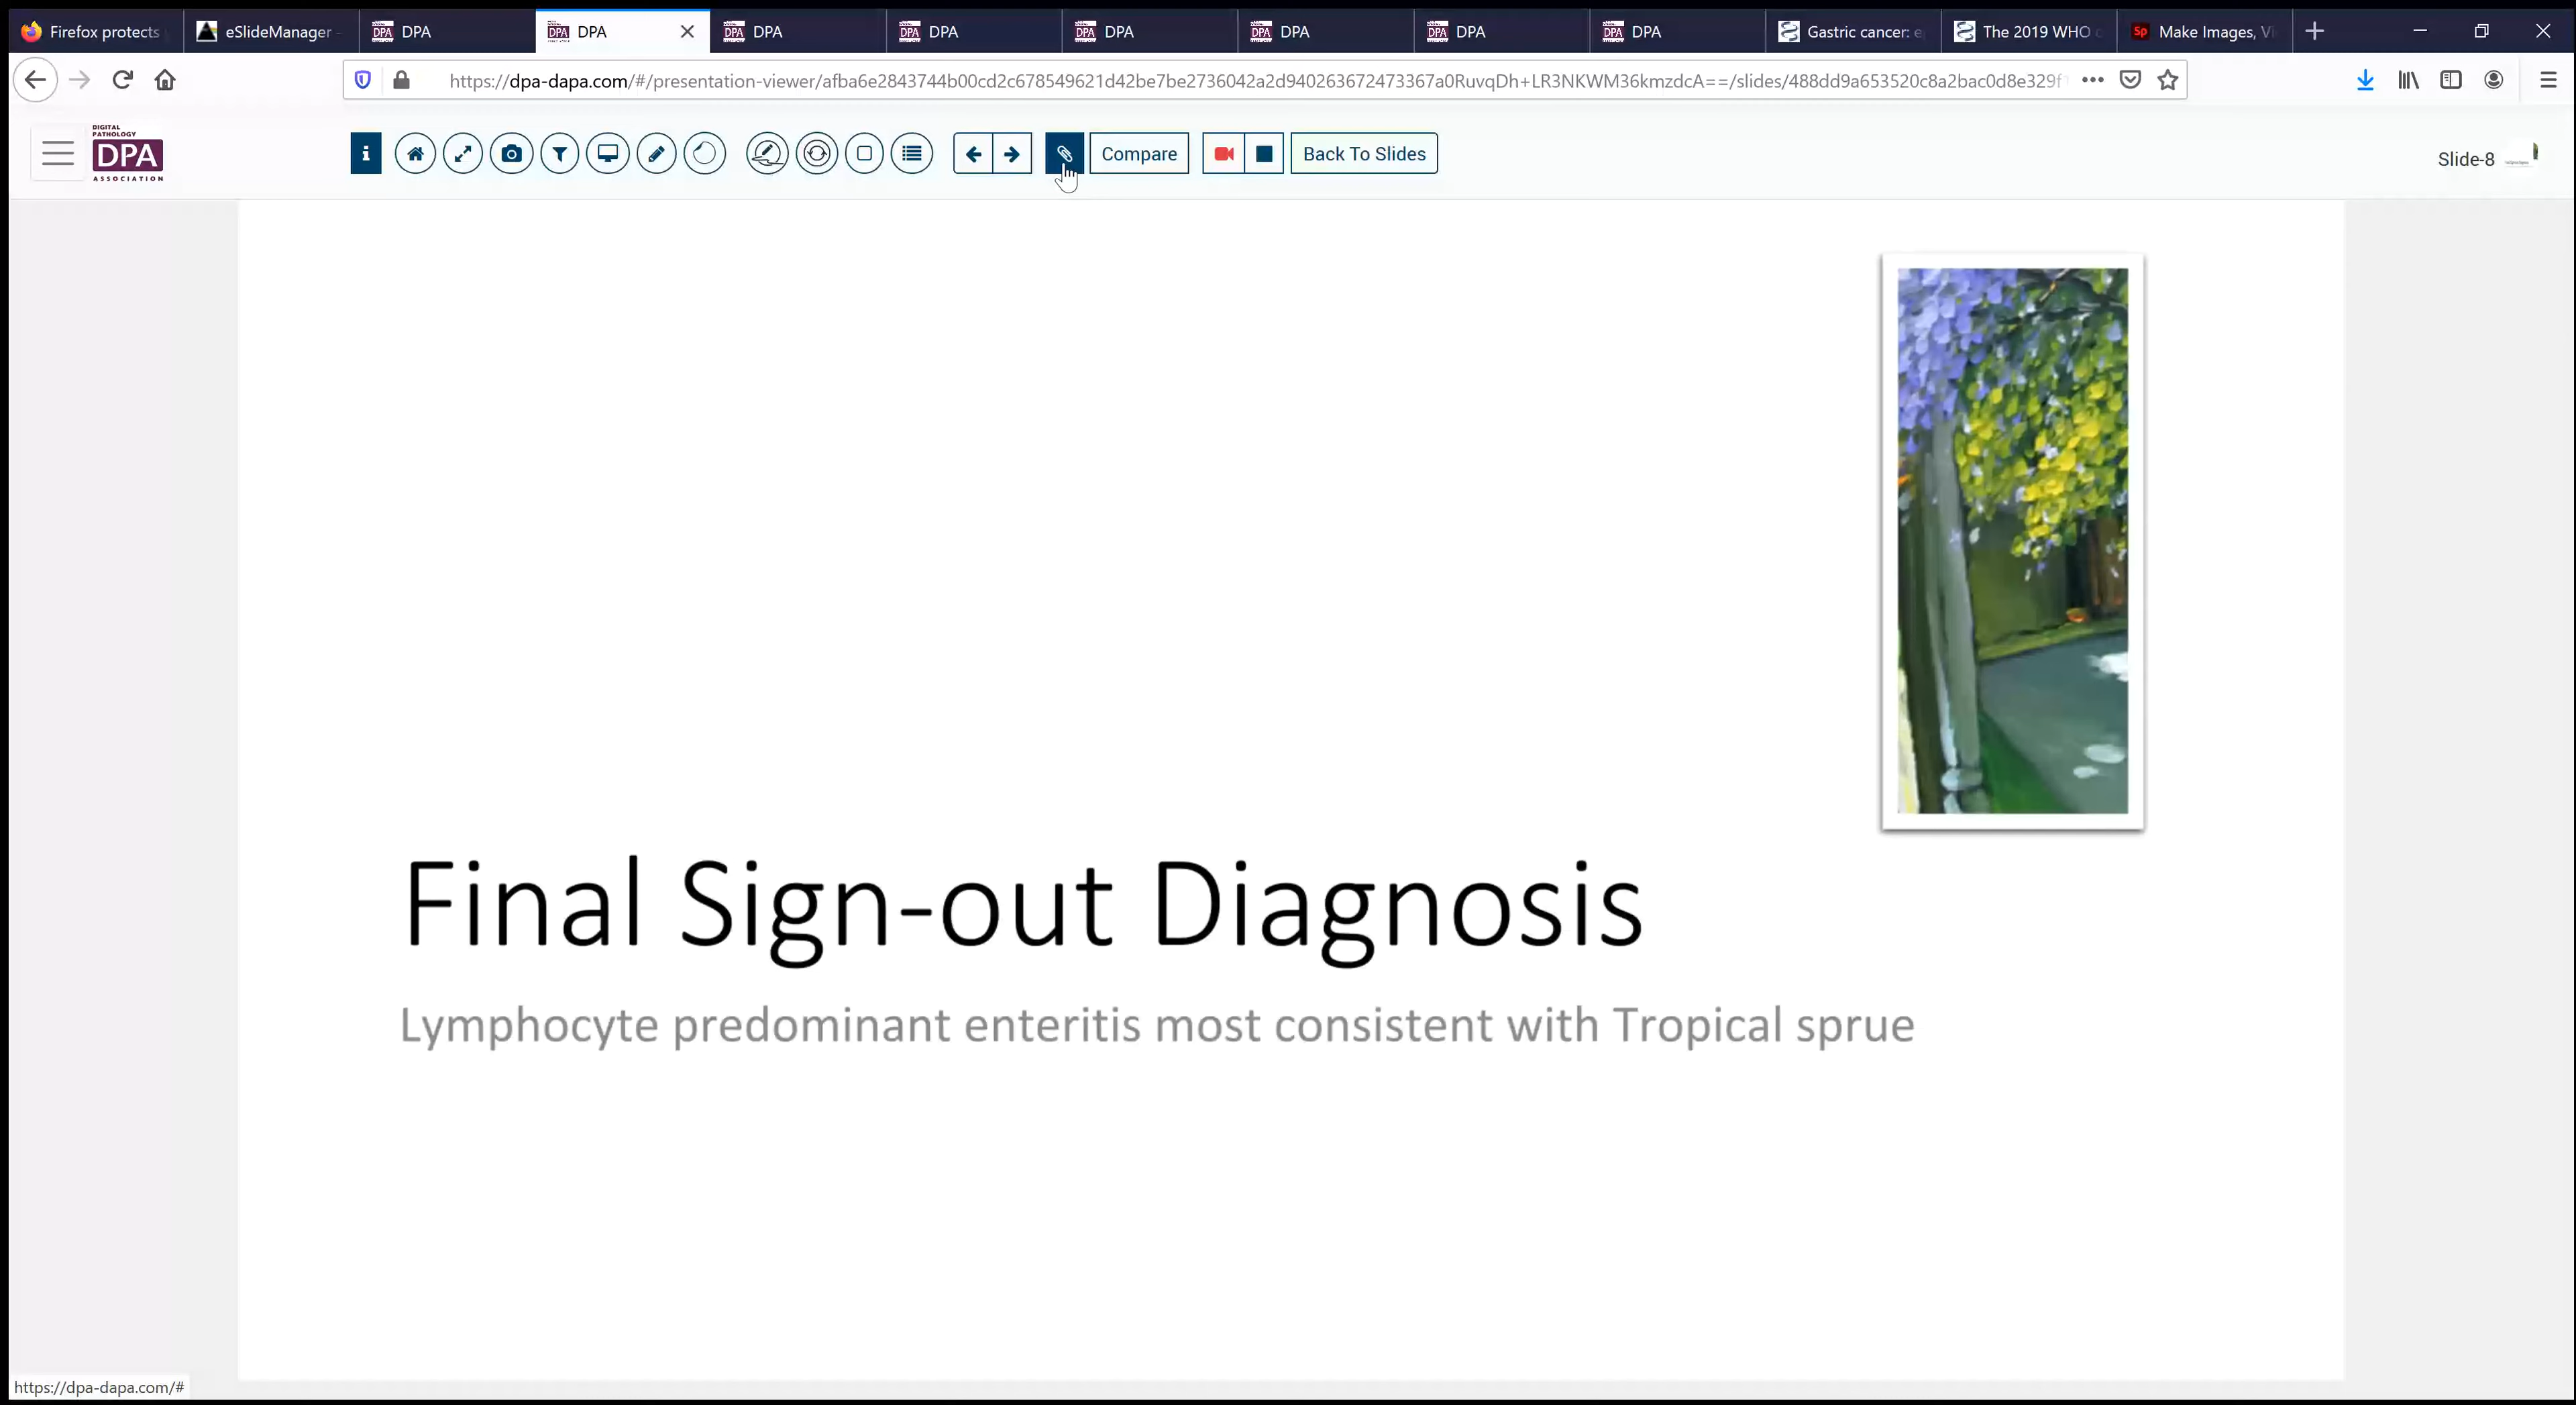 Firefox protects
eSlideManager -
DPA
DPA
DPA
DPA
DPA
DPA
DPA
DPA
Gastric cancer: e
The 2019 WHO
Sp
Make Images, Vi
https://dpa-dapa.com/#/presentation-viewer/afba6e2843744b00cd2c678549621d42be7be2736042a2d940263672473367a0RuvqDh+LR3NKWM36kmzdcA==/slides/488dd9a653520c8a2bac0d8e329f
DIGITAL
PATHOLOGY
DPA
ASSOCIATION
Compare
Back To Slides
Slide-8
Final Sign-out Diagnosis
Lymphocyte predominant enteritis most consistent with Tropical sprue
https://dpa-dapa.com/#